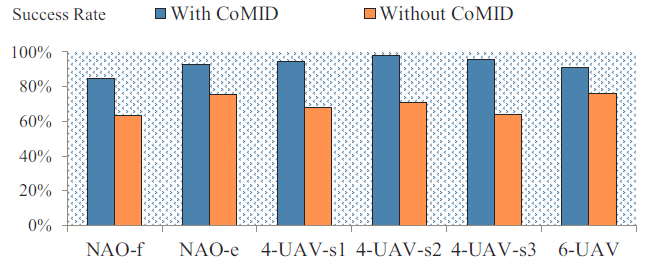 Success Rate
With CoMID
Without CoMID
100%
80%
60%
40%
20%
0%
NAO-f NAO-e 4-UAV-s1 4-UAV-s2 4-UAV-s3 6-UAV